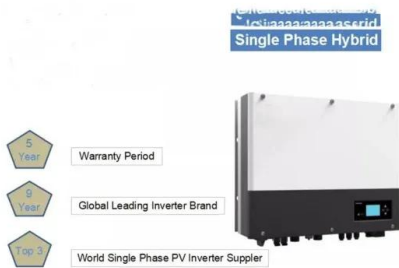 Single Phase Hybrid
5
Year
Warranty Period
9
Year
Global Leading Inverter Brand
Top 3
World Single Phase PV Inverter Suppler